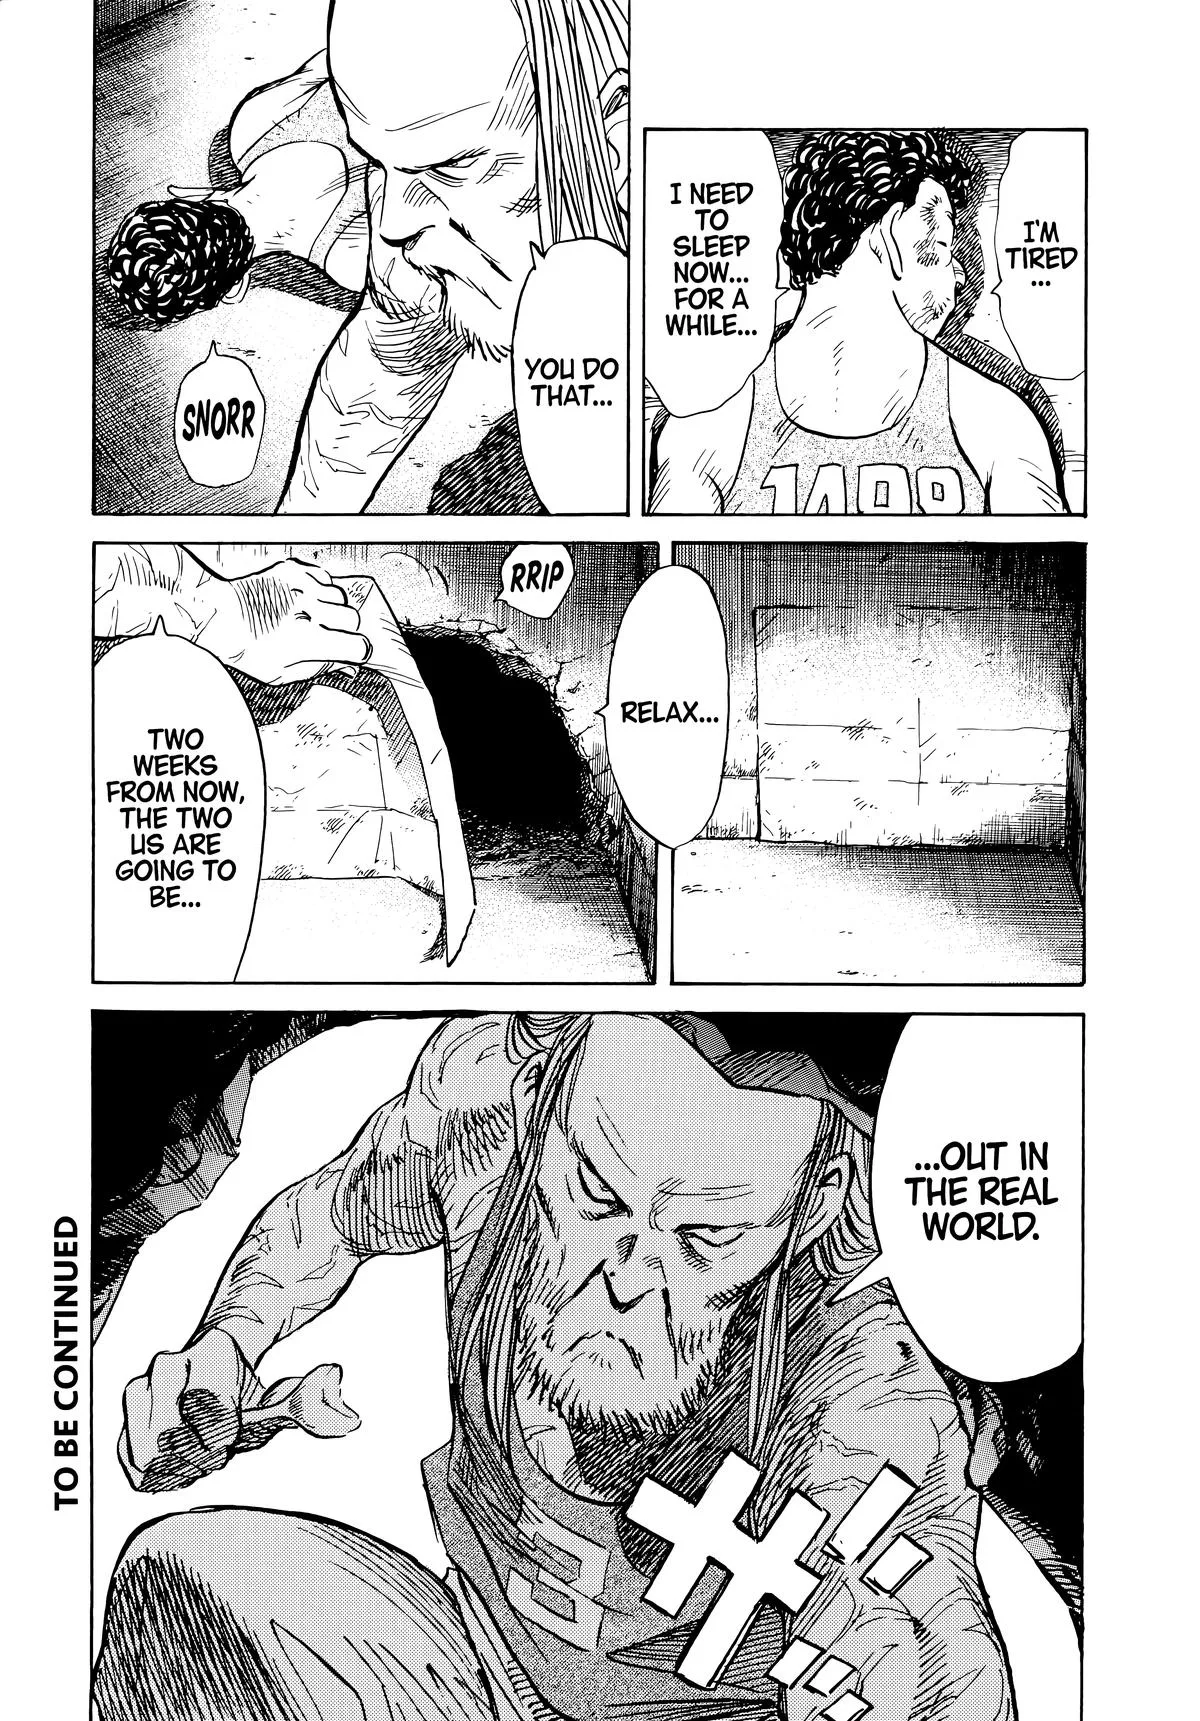 I'M
TIRED
...
I NEED
TO
SLEEP
NOW...
FOR A
WHILE...
1408
YOU DO
THAT...
SNORR
RELAX...
RRIP
TWO
WEEKS
FROM NOW,
THE TWO
US ARE
GOING TO
BE...
...OUT IN
THE REAL
WORLD.
TO BE CONTINUED